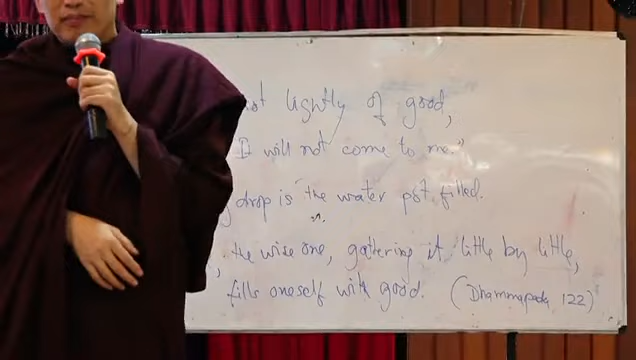 lightly of good,
It will not come to me."
drop is the water pot filled.
the wise one, gathering it little by little,
fills oneself with good. (Dhammapada 122)